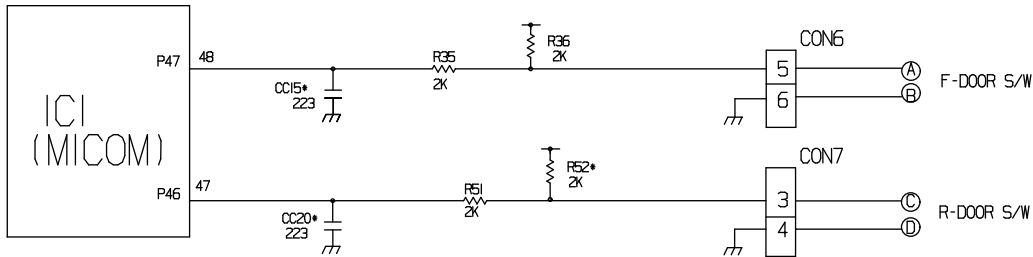 IC1
(MICOM)
P47
48
CC15*
223
R35
2K
R36
2K
CON6
5
6
A
B
F-DOOR S/W
P46
47
CC20*
223
R51
2K
R52*
2K
CON7
3
4
C
D
R-DOOR S/W